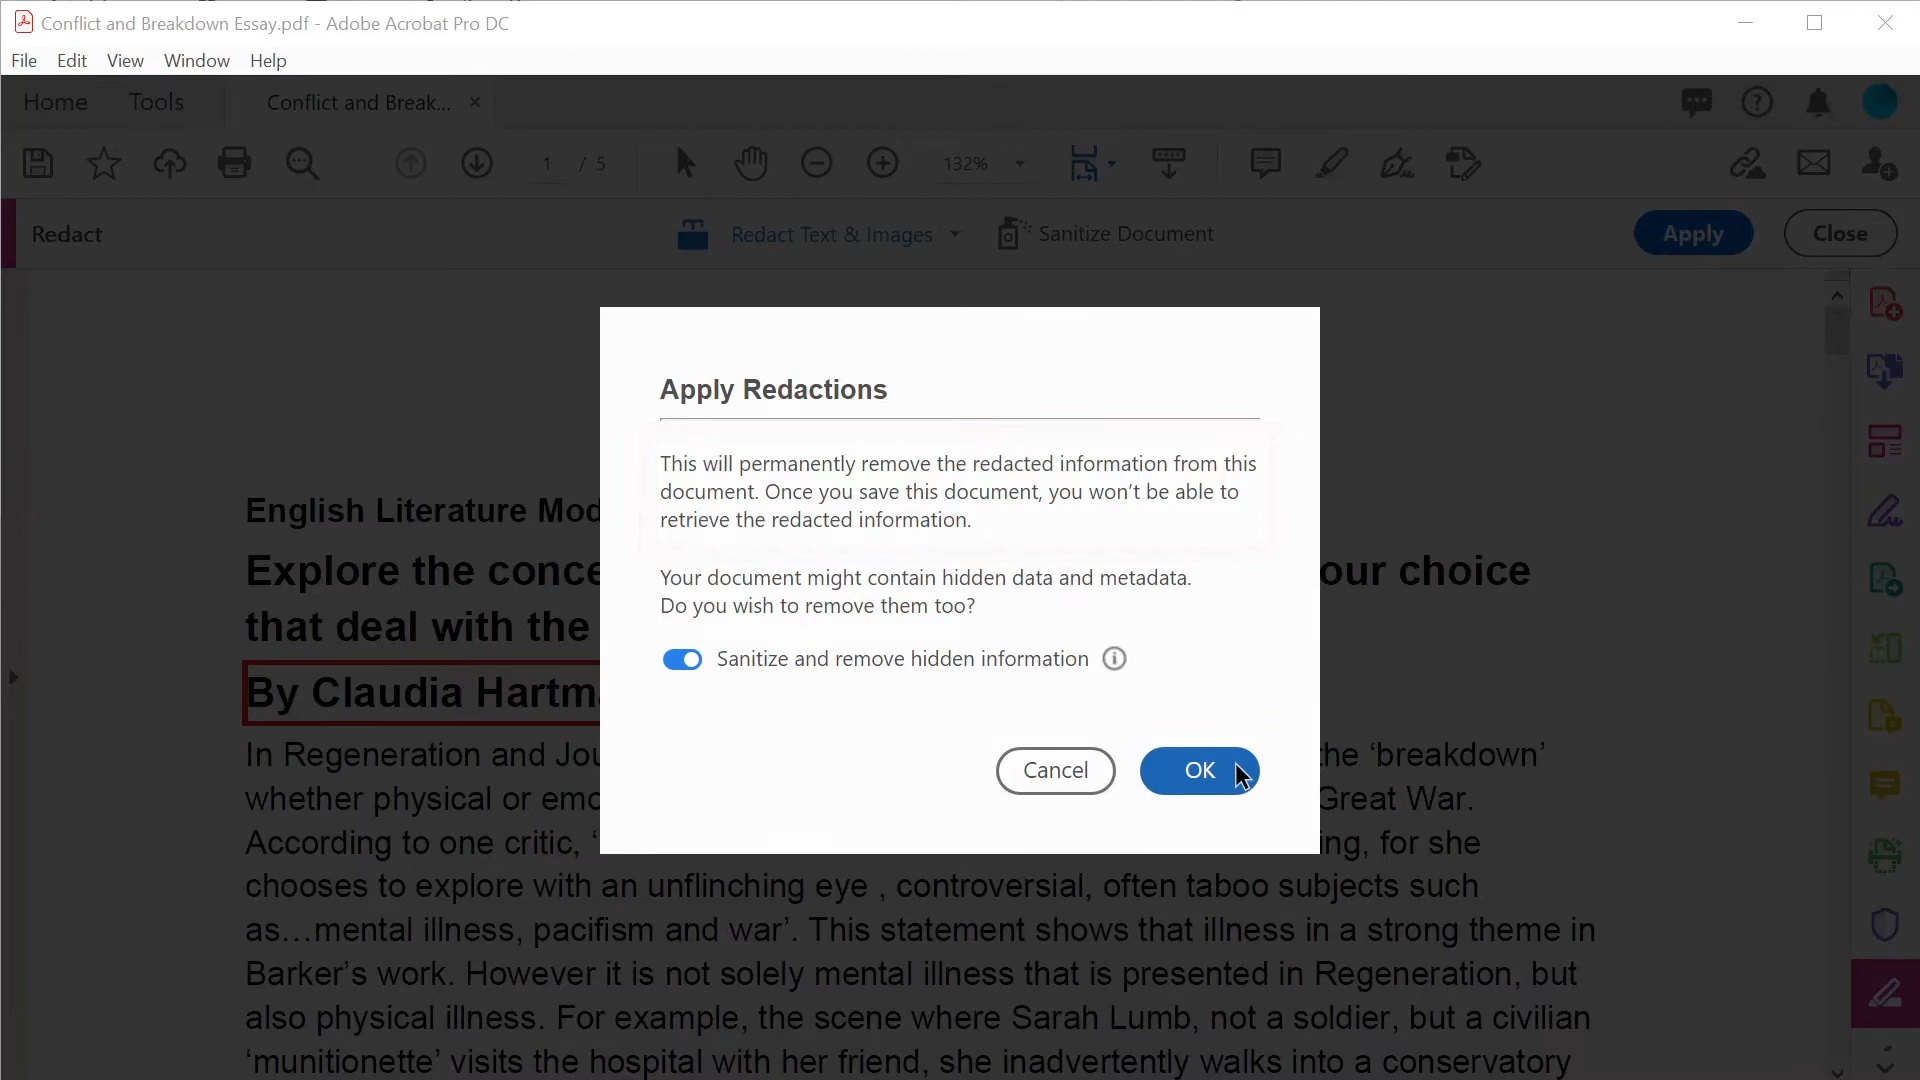 Conflict and Breakdown Essay.pdf - Adobe Acrobat Pro DC
File Edit View Window Help
Home Tools Conflict and Break... ×
1 / 5 132%
Redact Redact Text & Images Sanitize Document Apply Close
Apply Redactions
This will permanently remove the redacted information from this
document. Once you save this document, you won’t be able to
retrieve the redacted information.
Your document might contain hidden data and metadata.
Do you wish to remove them too?
Sanitize and remove hidden information
Cancel OK
English Literature Mod
Explore the conce our choice
that deal with the
By Claudia Hartm
In Regeneration and Jou the ‘breakdown’
whether physical or emo Great War.
According to one critic, ‘ ing, for she
chooses to explore with an unflinching eye , controversial, often taboo subjects such
as…mental illness, pacifism and war’. This statement shows that illness in a strong theme in
Barker’s work. However it is not solely mental illness that is presented in Regeneration, but
also physical illness. For example, the scene where Sarah Lumb, not a soldier, but a civilian
‘munitionette’ visits the hospital with her friend, she inadvertently walks into a conservatory